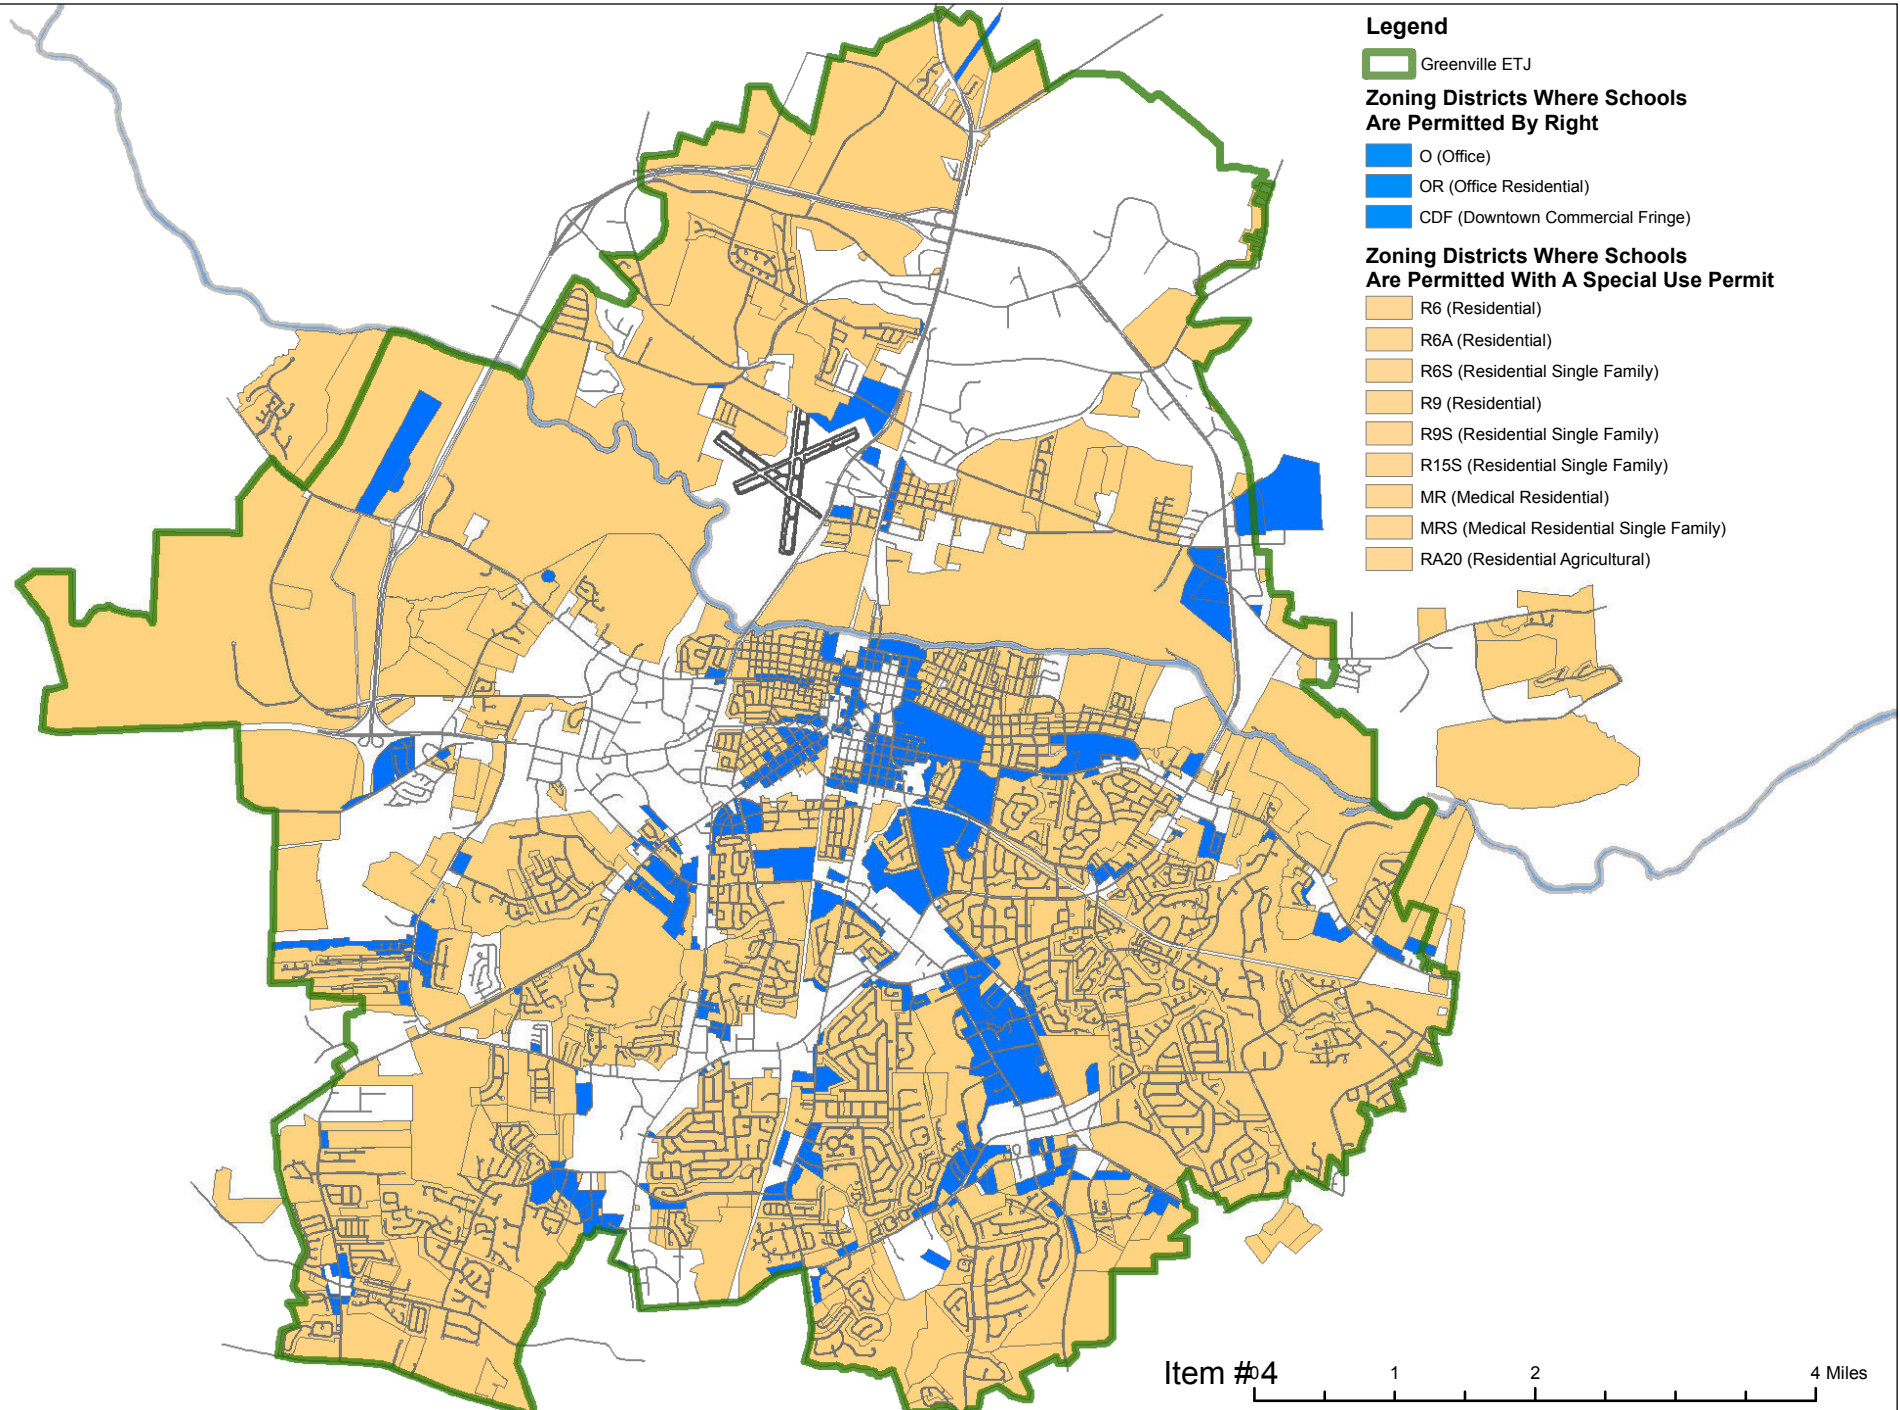 Legend
Greenville ETJ
Zoning Districts Where Schools
Are Permitted By Right
O (Office)
OR (Office Residential)
CDF (Downtown Commercial Fringe)
Zoning Districts Where Schools
Are Permitted With A Special Use Permit
R6 (Residential)
R6A (Residential)
R6S (Residential Single Family)
R9 (Residential)
R9S (Residential Single Family)
R15S (Residential Single Family)
MR (Medical Residential)
MRS (Medical Residential Single Family)
RA20 (Residential Agricultural)
Item #4
0 1 2 4 Miles